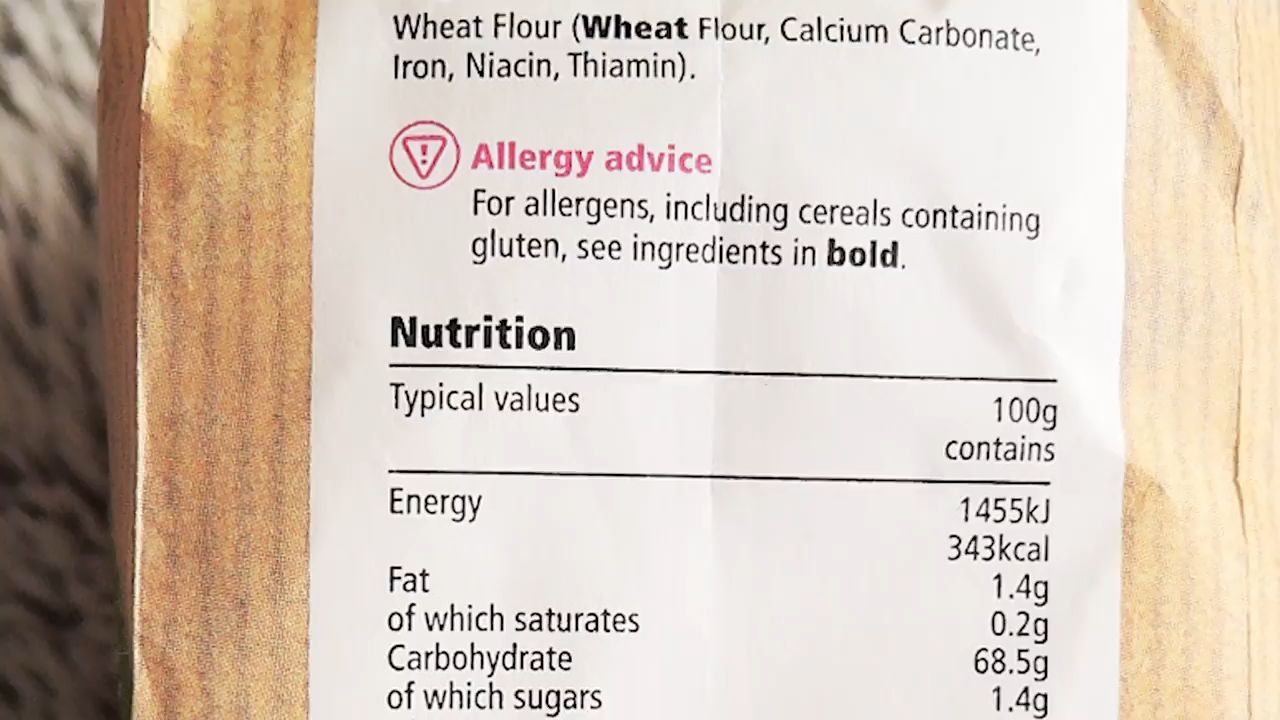 Wheat Flour (Wheat Flour, Calcium Carbonate,
Iron, Niacin, Thiamin).
Allergy advice
For allergens, including cereals containing
gluten, see ingredients in bold.
Nutrition
Typical values 100g
contains
Energy 1455kJ
343kcal
Fat 1.4g
of which saturates 0.2g
Carbohydrate 68.5g
of which sugars 1.4g